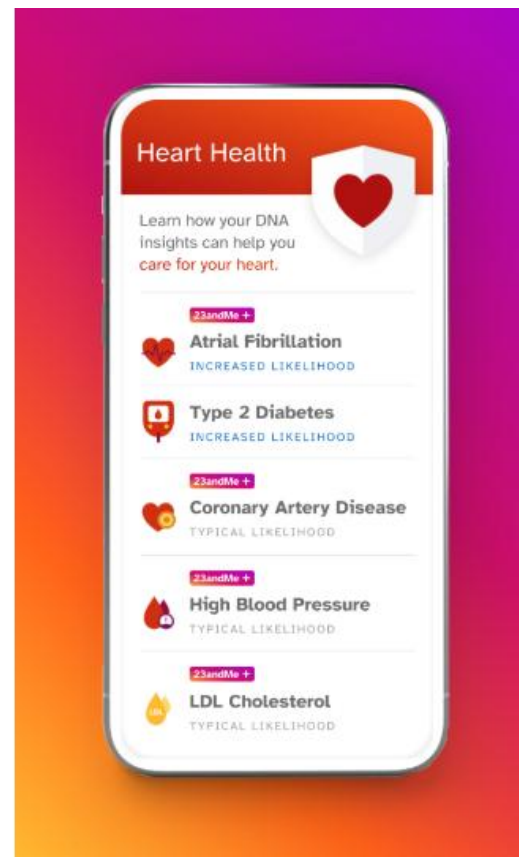 Heart Health
Learn how your DNA
insights can help you
care for your heart.
23andMe +
Atrial Fibrillation
INCREASED LIKELIHOOD
Type 2 Diabetes
INCREASED LIKELIHOOD
23andMe +
Coronary Artery Disease
TYPICAL LIKELIHOOD
23andMe +
High Blood Pressure
TYPICAL LIKELIHOOD
23andMe +
LDL
LDL Cholesterol
TYPICAL LIKELIHOOD